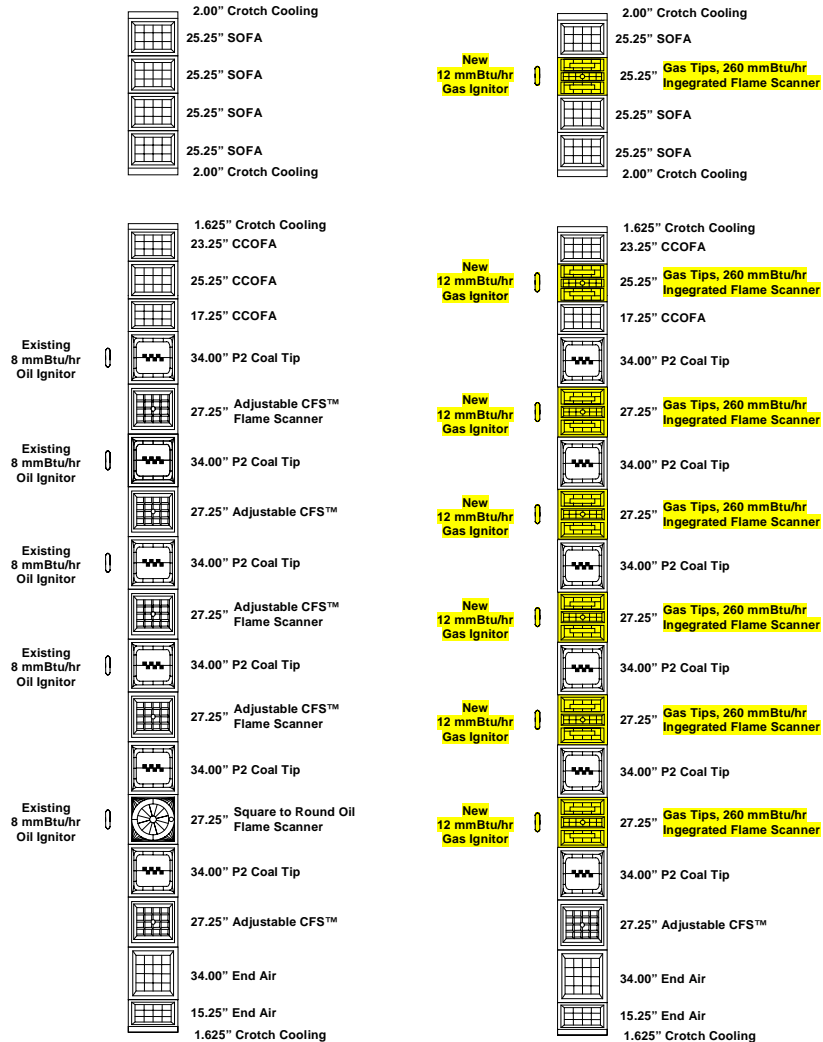 2.00” Crotch Cooling
25.25” SOFA
25.25” SOFA
25.25” SOFA
25.25” SOFA
2.00” Crotch Cooling
1.625” Crotch Cooling
23.25” CCOFA
25.25” CCOFA
17.25” CCOFA
Existing
8 mmBtu/hr
Oil Ignitor
34.00” P2 Coal Tip
27.25” Adjustable CFS™
Flame Scanner
Existing
8 mmBtu/hr
Oil Ignitor
34.00” P2 Coal Tip
27.25” Adjustable CFS™
Existing
8 mmBtu/hr
Oil Ignitor
34.00” P2 Coal Tip
27.25” Adjustable CFS™
Flame Scanner
Existing
8 mmBtu/hr
Oil Ignitor
34.00” P2 Coal Tip
27.25” Adjustable CFS™
Flame Scanner
34.00” P2 Coal Tip
Existing
8 mmBtu/hr
Oil Ignitor
27.25” Square to Round Oil
Flame Scanner
34.00” P2 Coal Tip
27.25” Adjustable CFS™
34.00” End Air
15.25” End Air
1.625” Crotch Cooling
2.00” Crotch Cooling
25.25” SOFA
New
12 mmBtu/hr
Gas Ignitor
25.25” Gas Tips, 260 mmBtu/hr
Ingegrated Flame Scanner
25.25” SOFA
25.25” SOFA
2.00” Crotch Cooling
1.625” Crotch Cooling
23.25” CCOFA
New
12 mmBtu/hr
Gas Ignitor
25.25” Gas Tips, 260 mmBtu/hr
Ingegrated Flame Scanner
17.25” CCOFA
34.00” P2 Coal Tip
New
12 mmBtu/hr
Gas Ignitor
27.25” Gas Tips, 260 mmBtu/hr
Ingegrated Flame Scanner
34.00” P2 Coal Tip
New
12 mmBtu/hr
Gas Ignitor
27.25” Gas Tips, 260 mmBtu/hr
Ingegrated Flame Scanner
34.00” P2 Coal Tip
New
12 mmBtu/hr
Gas Ignitor
27.25” Gas Tips, 260 mmBtu/hr
Ingegrated Flame Scanner
34.00” P2 Coal Tip
New
12 mmBtu/hr
Gas Ignitor
27.25” Gas Tips, 260 mmBtu/hr
Ingegrated Flame Scanner
34.00” P2 Coal Tip
New
12 mmBtu/hr
Gas Ignitor
27.25” Gas Tips, 260 mmBtu/hr
Ingegrated Flame Scanner
34.00” P2 Coal Tip
27.25” Adjustable CFS™
34.00” End Air
15.25” End Air
1.625” Crotch Cooling